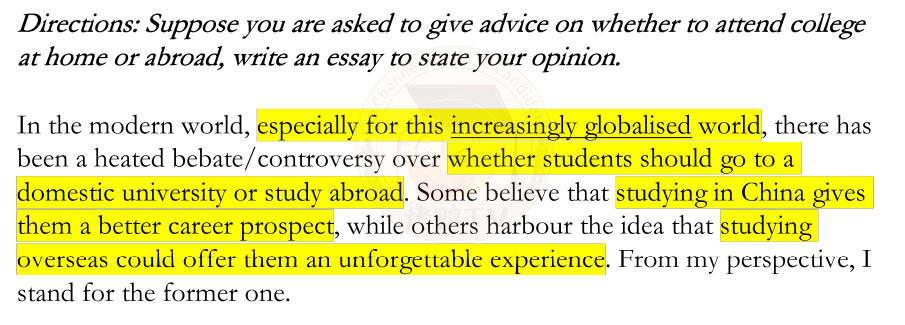 Directions: Suppose you are asked to give advice on whether to attend college
at home or abroad, write an essay to state your opinion.
In the modern world, especially for this increasingly globalised world, there has
been a heated bebate/controversy over whether students should go to a
domestic university or study abroad. Some believe that studying in China gives
them a better career prospect, while others harbour the idea that studying
overseas could offer them an unforgettable experience. From my perspective, I
stand for the former one.